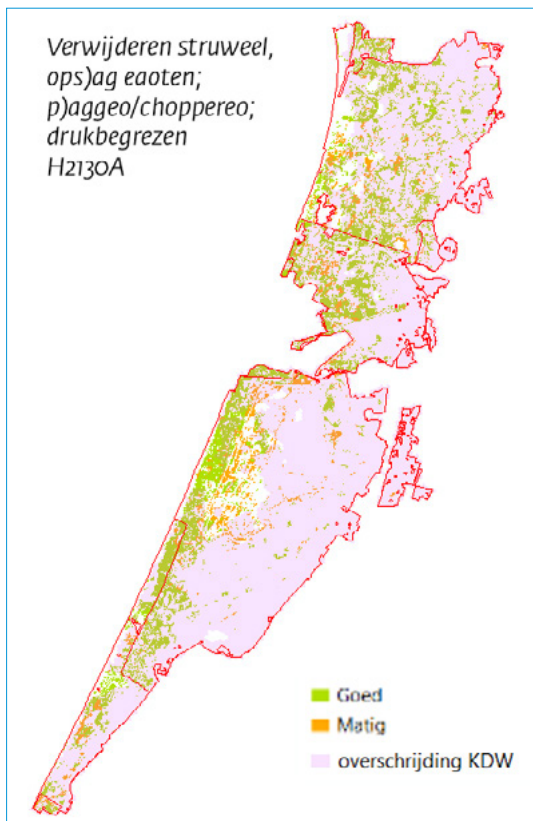 Verwijderen struweel,
ops)ag eaoten;
p)aggeo/choppereo;
drukbegrezen
H2130A
Goed
Matig
overschrijding KDW